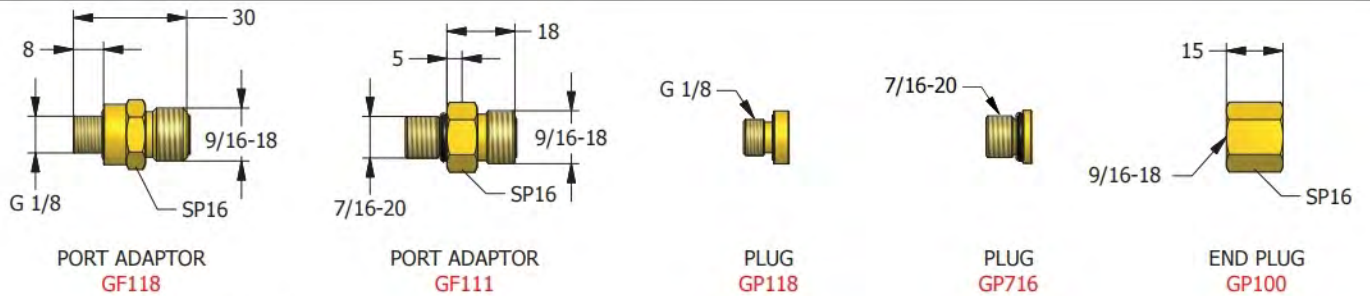 30
8
G 1/8
9/16-18
SP16
PORT ADAPTOR
GF118
18
5
7/16-20
9/16-18
SP16
PORT ADAPTOR
GF111
G 1/8
PLUG
GP118
7/16-20
PLUG
GP716
15
9/16-18
SP16
END PLUG
GP100